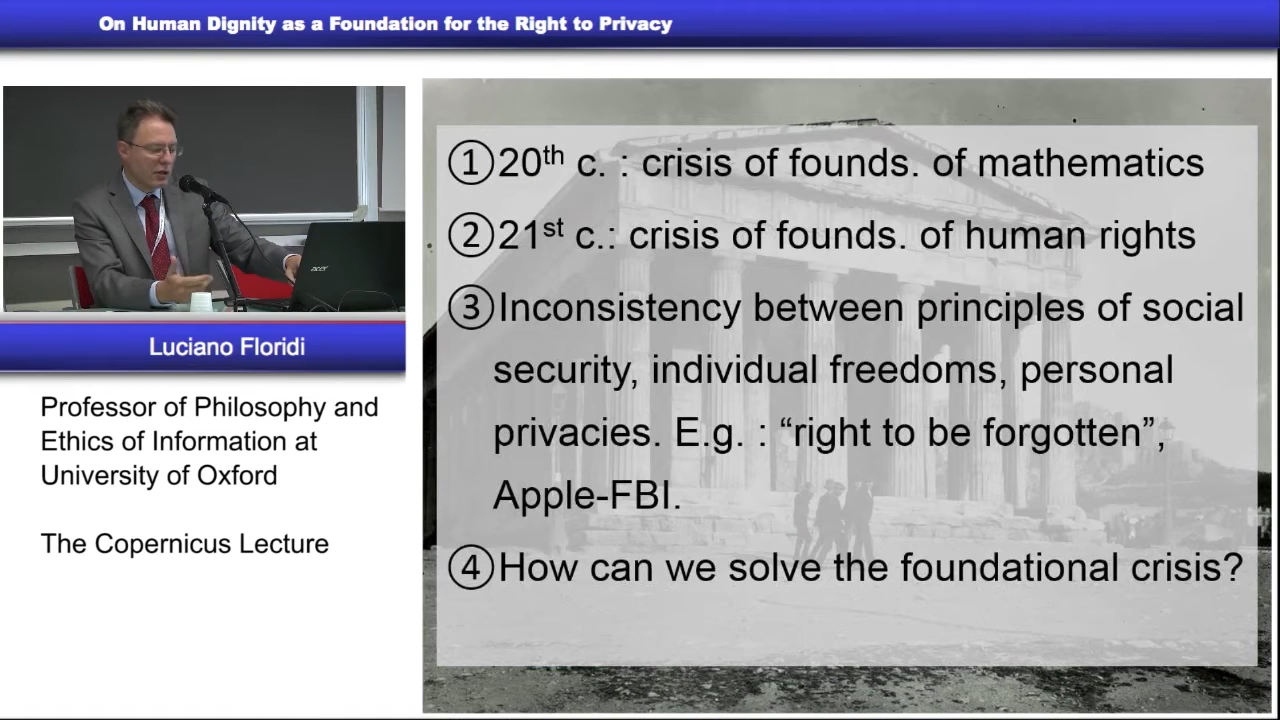 On Human Dignity as a Foundation for the Right to Privacy
acer
Luciano Floridi
Professor of Philosophy and
Ethics of Information at
University of Oxford
The Copernicus Lecture
①20th c. : crisis of founds. of mathematics
②21st c.: crisis of founds. of human rights
③Inconsistency between principles of social
security, individual freedoms, personal
privacies. E.g. : “right to be forgotten”,
Apple-FBI.
④How can we solve the foundational crisis?